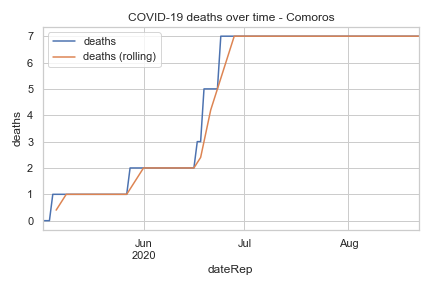 COVID-19 deaths over time - Comoros
deaths
deaths (rolling)
7
6
5
4
3
2
1
0
deaths
Jun
2020
Jul
Aug
dateRep